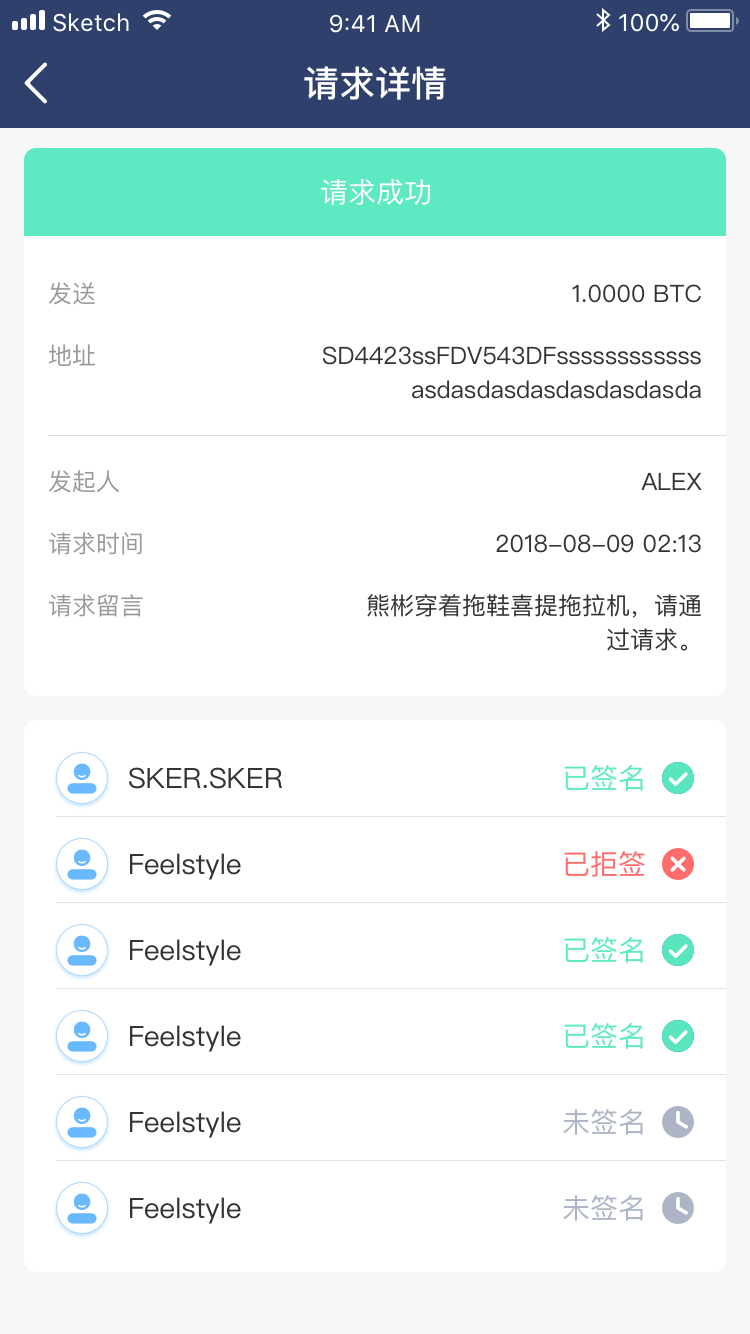 Sketch 9:41 AM 100%
请求详情
请求成功
发送 1.0000 BTC
地址 SD4423ssFDV543DFssssssssssss
asdasdasdasdasdasdasda
发起人 ALEX
请求时间 2018–08–09 02:13
请求留言 熊彬穿着拖鞋喜提拖拉机，请通
过请求。
SKER.SKER 已签名
Feelstyle 已拒签
Feelstyle 已签名
Feelstyle 已签名
Feelstyle 未签名
Feelstyle 未签名